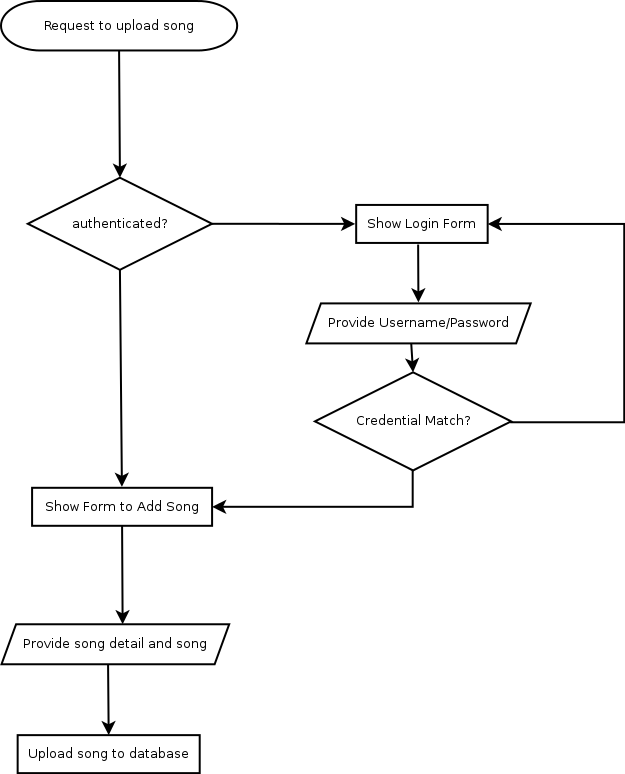 Request to upload song
authenticated?
Show Login Form
Provide Username/Password
Credential Match?
Show Form to Add Song
Provide song detail and song
Upload song to database